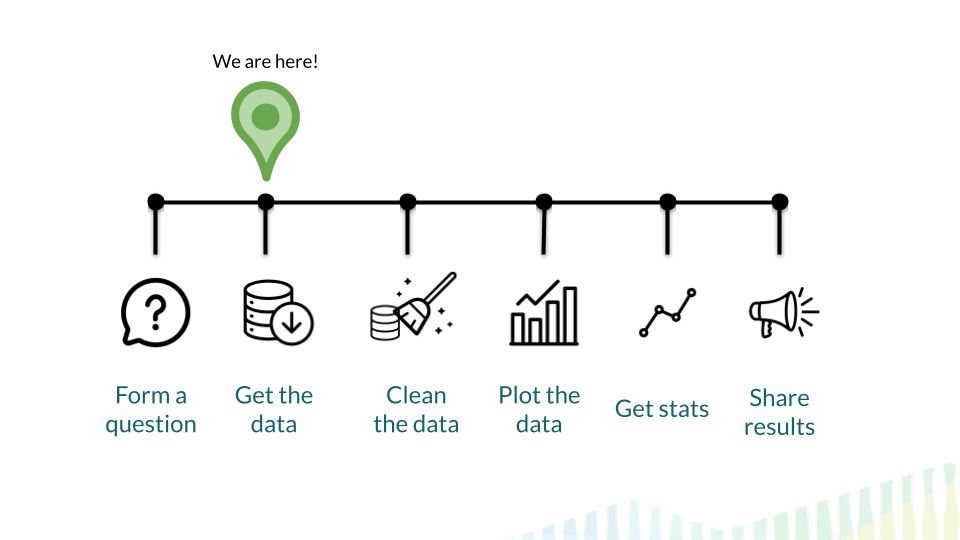 We are here!
Form a
question
Get the
data
Clean
the data
Plot the
data
Get stats
Share
results